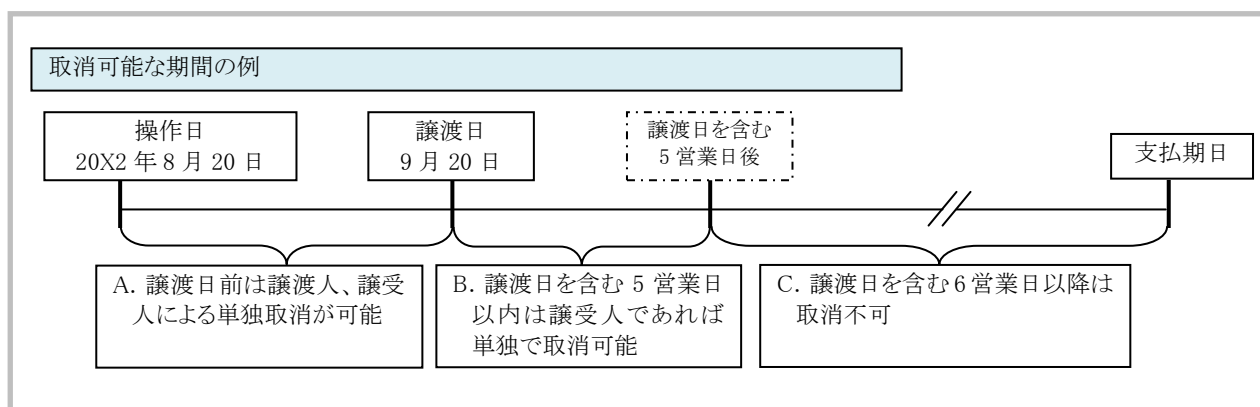 取消可能な期間の例
操作日
20X2 年 8 月 20 日
譲渡日
9 月 20 日
譲渡日を含む
5 営業日後
支払期日
A. 譲渡日前は譲渡人、譲受
人による単独取消が可能
B. 譲渡日を含む 5 営業日
以内は譲受人であれば
単独で取消可能
C. 譲渡日を含む 6 営業日以降は
取消不可